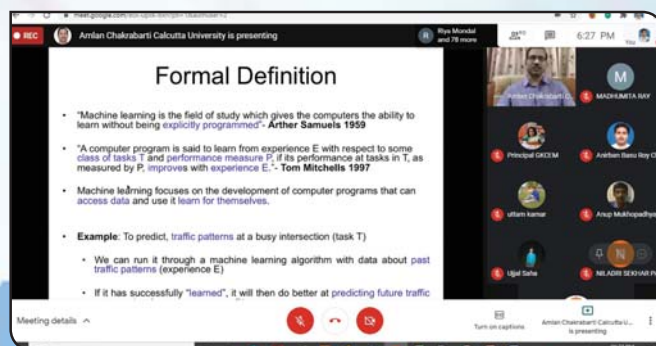 meet.google.com/
REC
Amlan Chakrabarti Calcutta University is presenting
R
Riya Mondal
and 78 more
6:27 PM
You
Formal Definition
• “Machine learning is the field of study which gives the computers the ability to
learn without being explicitly programmed”- Arther Samuels 1959
• “A computer program is said to learn from experience E with respect to some
class of tasks T and performance measure P, if its performance at tasks in T, as
measured by P, improves with experience E.”- Tom Mitchells 1997
• Machine learning focuses on the development of computer programs that can
access data and use it learn for themselves.
• Example: To predict, traffic patterns at a busy intersection (task T)
• We can run it through a machine learning algorithm with data about past
traffic patterns (experience E)
• If it has successfully “learned”, it will then do better at predicting future traffic
Amlan Chakrabarti C...
M
MADHUMITA RAY
Principal GKCEM
Anirban Basu Roy C
uttam kumar
Anup Mukhopadhya
Ujjal Saha
NILADRI SEKHAR P
Meeting details
Turn on captions
Amlan Chakrabarti Calcutta U...
is presenting